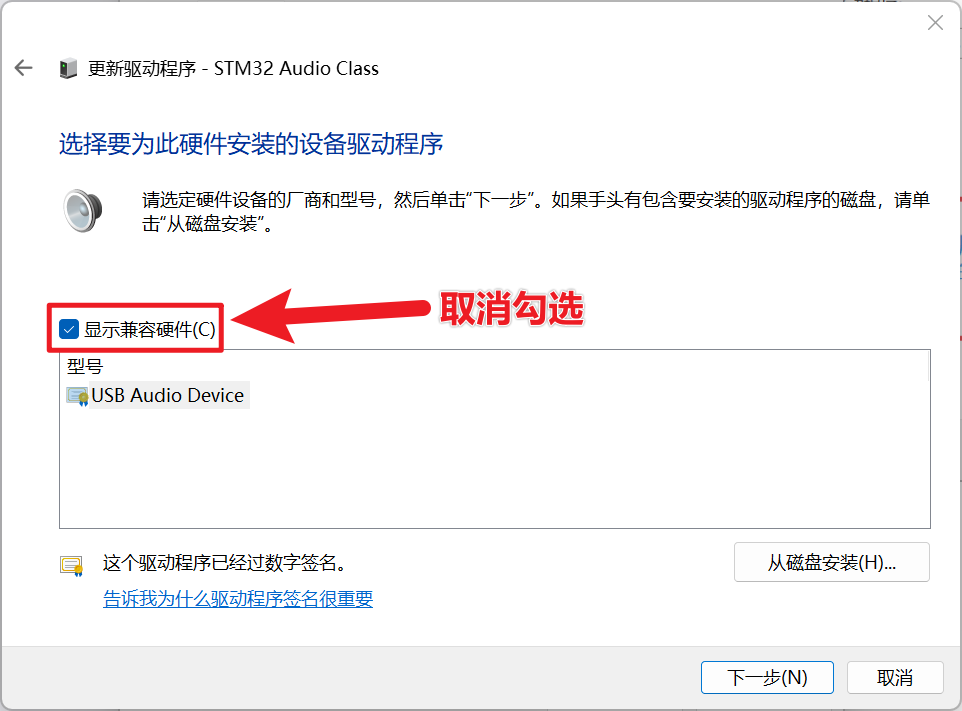 更新驱动程序 - STM32 Audio Class
选择要为此硬件安装的设备驱动程序
请选定硬件设备的厂商和型号，然后单击“下一步”。如果手头有包含要安装的驱动程序的磁盘，请单
击“从磁盘安装”。
取消勾选
显示兼容硬件(C)
型号
USB Audio Device
这个驱动程序已经过数字签名。
从磁盘安装(H)...
告诉我为什么驱动程序签名很重要
下一步(N)
取消